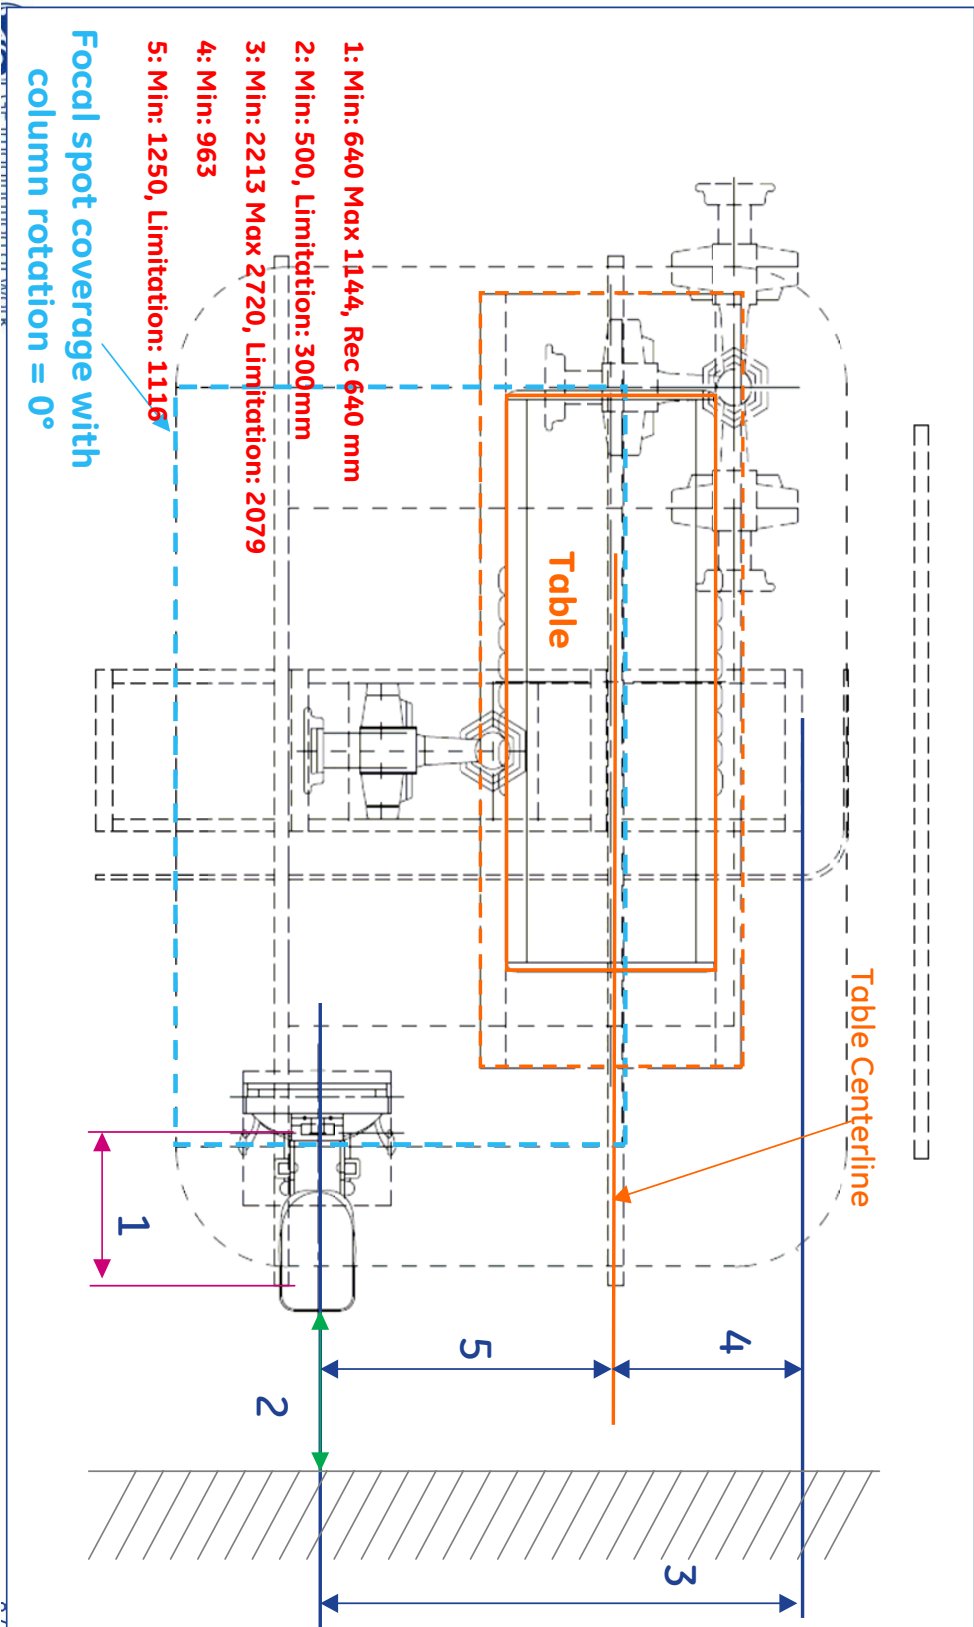 1: Min: 640 Max 1144, Rec 640 mm
2: Min: 500, Limitation: 300mm
3: Min: 2213 Max 2720, Limitation: 2079
4: Min: 963
5: Min: 1250, Limitation: 1116
Focal spot coverage with
column rotation = 0°
Table
Table Centerline
1
2
3
4
5